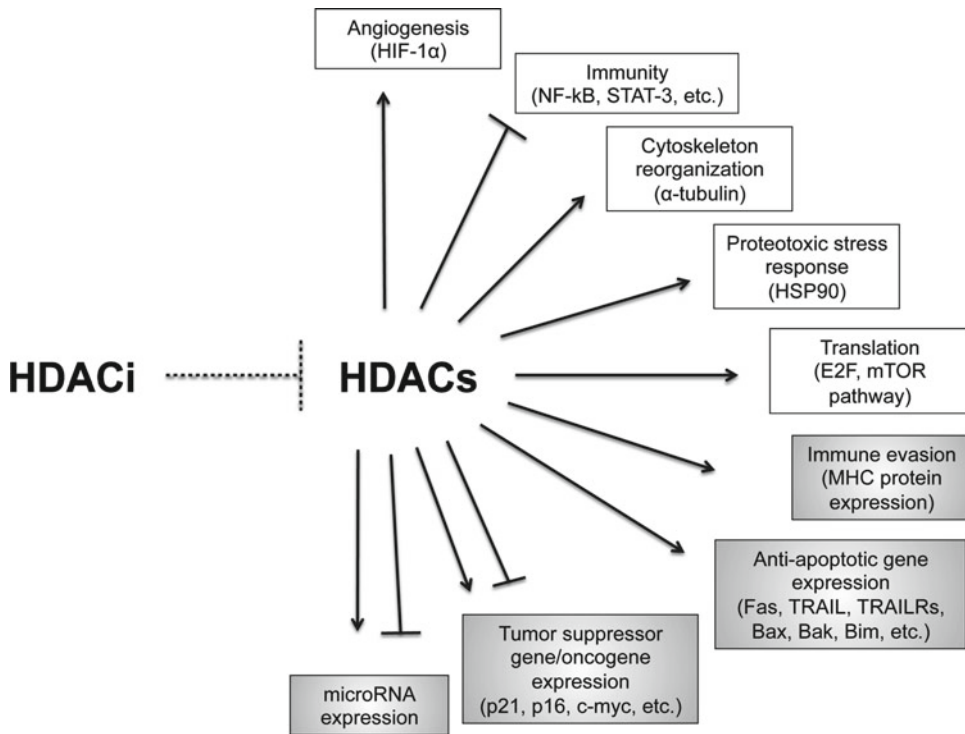 Angiogenesis
(HIF-1α)
Immunity
(NF-kB, STAT-3, etc.)
Cytoskeleton
reorganization
(α-tubulin)
Proteotoxic stress
response
(HSP90)
HDACi
HDACs
Translation
(E2F, mTOR
pathway)
Immune evasion
(MHC protein
expression)
Anti-apoptotic gene
expression
(Fas, TRAIL, TRAILRs,
Bax, Bak, Bim, etc.)
Tumor suppressor
gene/oncogene
expression
(p21, p16, c-myc, etc.)
microRNA
expression